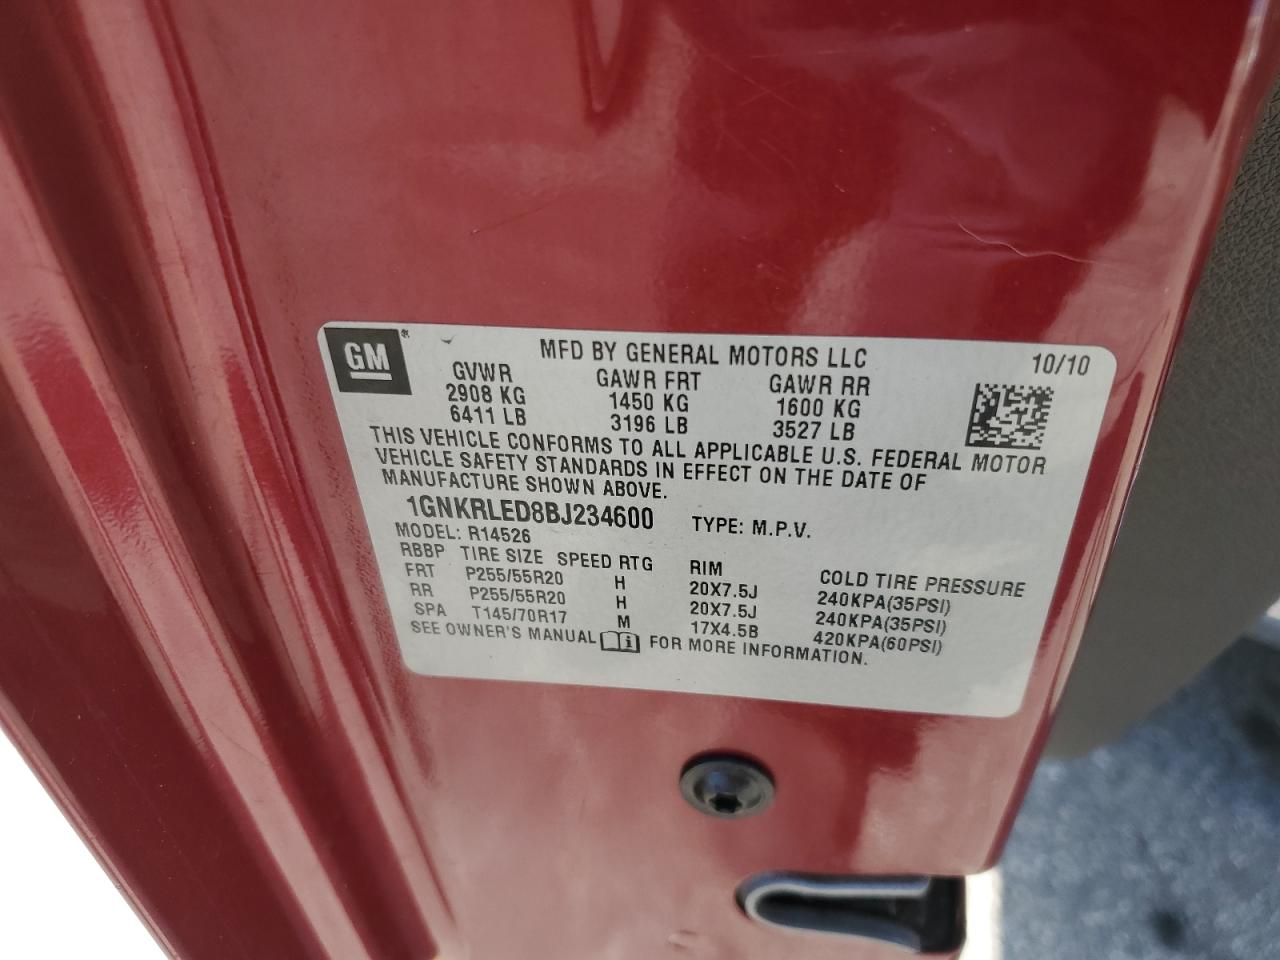 GM
MFD BY GENERAL MOTORS LLC 10/10
GVWR GAWR FRT GAWR RR
2908 KG 1450 KG 1600 KG
6411 LB 3196 LB 3527 LB
THIS VEHICLE CONFORMS TO ALL APPLICABLE U.S. FEDERAL MOTOR
VEHICLE SAFETY STANDARDS IN EFFECT ON THE DATE OF
MANUFACTURE SHOWN ABOVE.
1GNKRLED8BJ234600 TYPE: M.P.V.
MODEL: R14526
RBBP TIRE SIZE SPEED RTG RIM COLD TIRE PRESSURE
FRT P255/55R20 H 20X7.5J 240KPA(35PSI)
RR P255/55R20 H 20X7.5J 240KPA(35PSI)
SPA T145/70R17 M 17X4.5B 420KPA(60PSI)
SEE OWNER'S MANUAL FOR MORE INFORMATION.